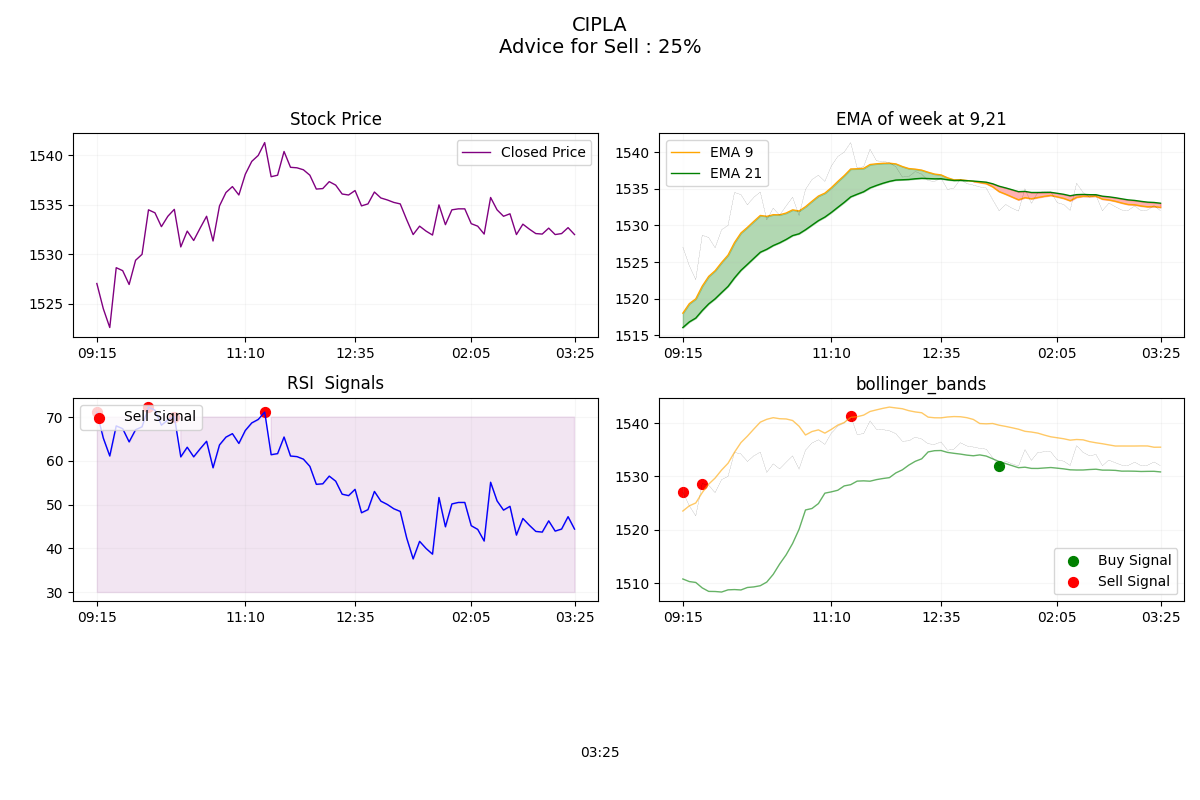 CIPLA
Advice for Sell : 25%
Stock Price
1540
1535
1530
1525
Closed Price
09:15 11:10 12:35 02:05 03:25
EMA of week at 9,21
1540
1535
1530
1525
1520
1515
EMA 9
EMA 21
09:15 11:10 12:35 02:05 03:25
RSI  Signals
70
60
50
40
30
Sell Signal
09:15 11:10 12:35 02:05 03:25
bollinger_bands
1540
1530
1520
1510
Buy Signal
Sell Signal
09:15 11:10 12:35 02:05 03:25
03:25